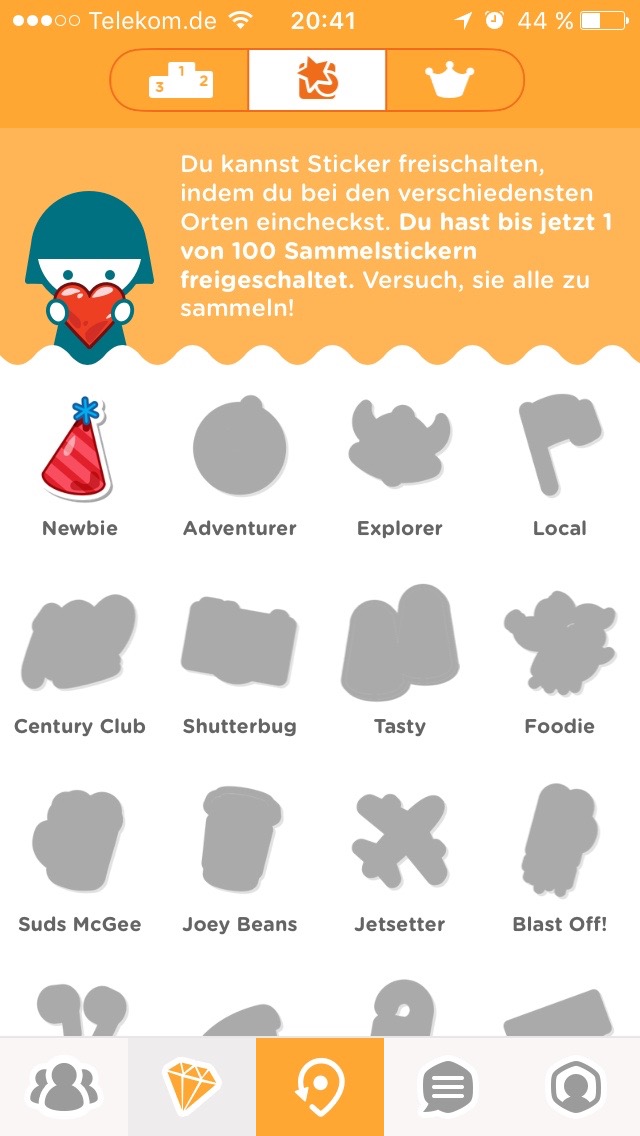 Telekom.de 20:41 44 %
1
2
3
Du kannst Sticker freischalten,
indem du bei den verschiedensten
Orten eincheckst. Du hast bis jetzt 1
von 100 Sammelstickern
freigeschaltet. Versuch, sie alle zu
sammeln!
Newbie Adventurer Explorer Local
Century Club Shutterbug Tasty Foodie
Suds McGee Joey Beans Jetsetter Blast Off!